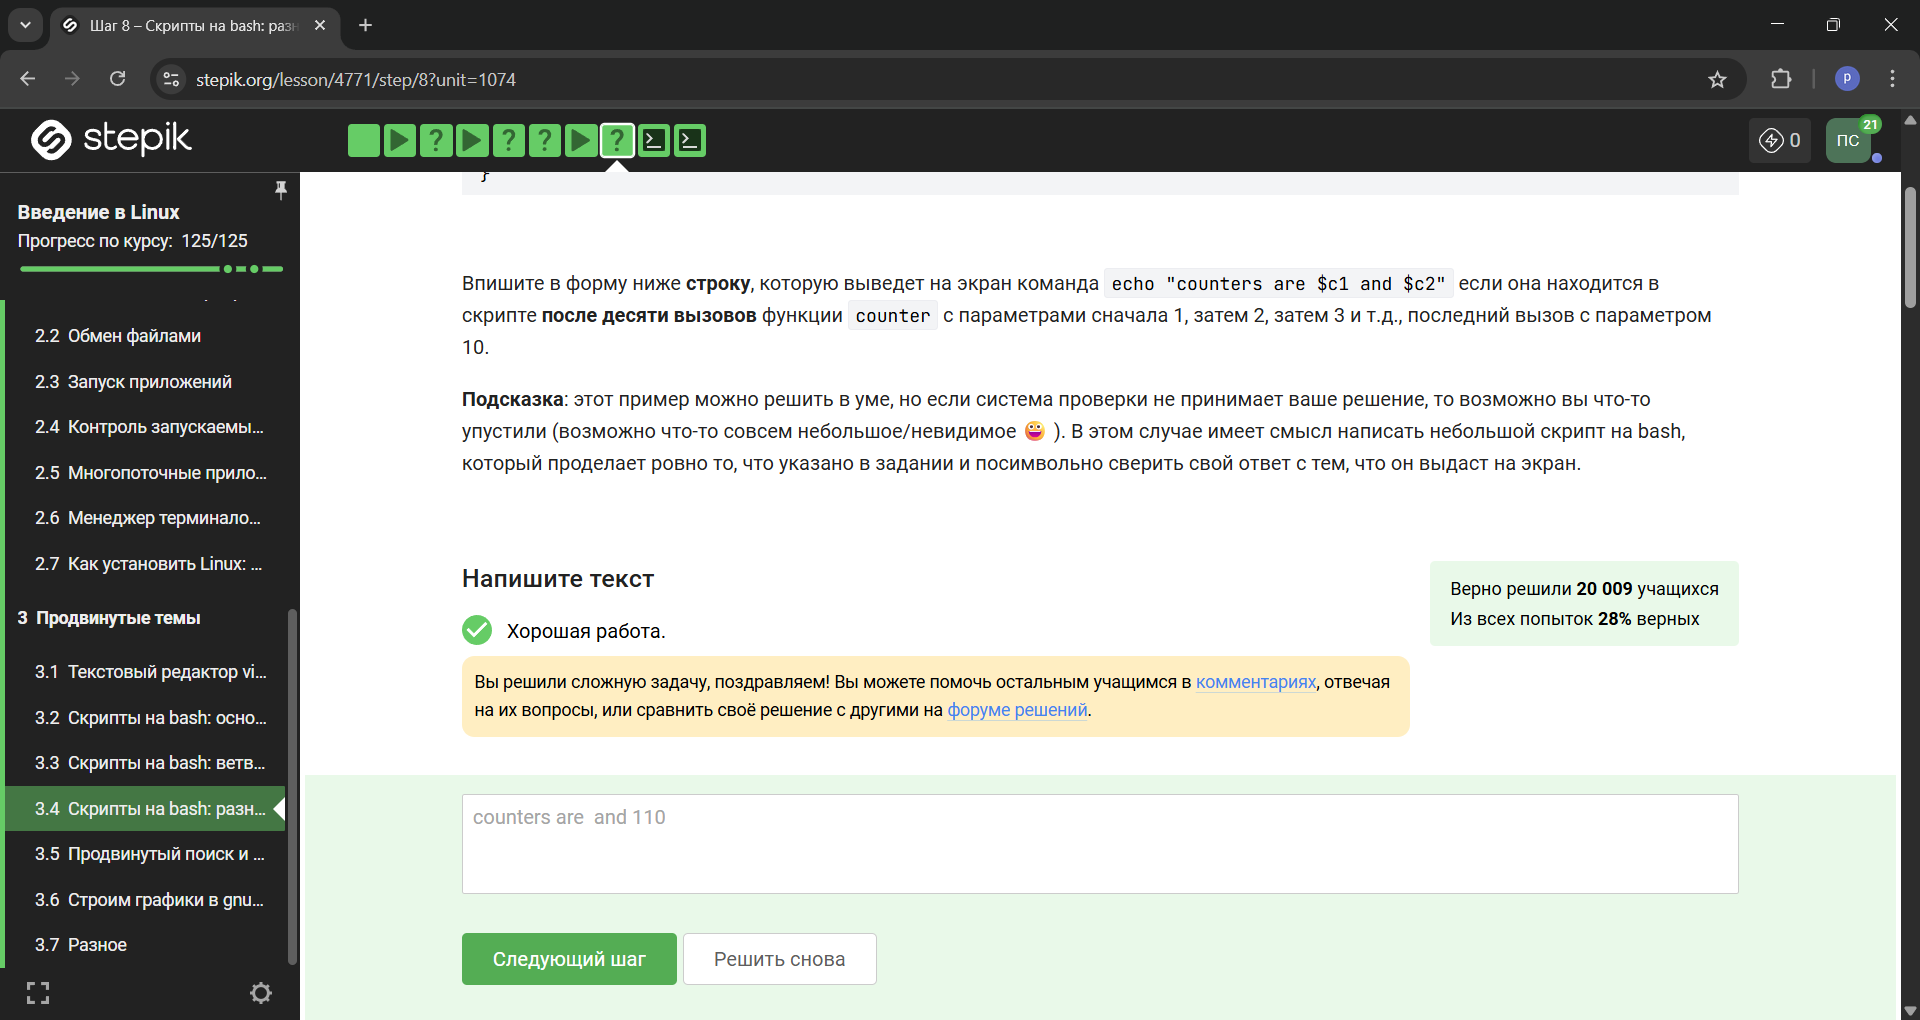 Шаг 8 – Скрипты на bash: разн
stepik.org/lesson/4771/step/8?unit=1074
P
stepik
? ? ? ?
0
ПС
21
Введение в Linux
Прогресс по курсу: 125/125
2.2 Обмен файлами
2.3 Запуск приложений
2.4 Контроль запускаемы...
2.5 Многопоточные прило...
2.6 Менеджер терминало...
2.7 Как установить Linux: ...
3 Продвинутые темы
3.1 Текстовый редактор vi...
3.2 Скрипты на bash: осно...
3.3 Скрипты на bash: ветв...
3.4 Скрипты на bash: разн...
3.5 Продвинутый поиск и ...
3.6 Строим графики в gnu...
3.7 Разное
}
Впишите в форму ниже строку, которую выведет на экран команда echo "counters are $c1 and $c2" если она находится в
скрипте после десяти вызовов функции counter с параметрами сначала 1, затем 2, затем 3 и т.д., последний вызов с параметром
10.
Подсказка: этот пример можно решить в уме, но если система проверки не принимает ваше решение, то возможно вы что-то
упустили (возможно что-то совсем небольшое/невидимое 😀 ). В этом случае имеет смысл написать небольшой скрипт на bash,
который проделает ровно то, что указано в задании и посимвольно сверить свой ответ с тем, что он выдаст на экран.
Напишите текст
Хорошая работа.
Верно решили 20 009 учащихся
Из всех попыток 28% верных
Вы решили сложную задачу, поздравляем! Вы можете помочь остальным учащимся в комментариях, отвечая
на их вопросы, или сравнить своё решение с другими на форуме решений.
counters are  and 110
Следующий шаг
Решить снова